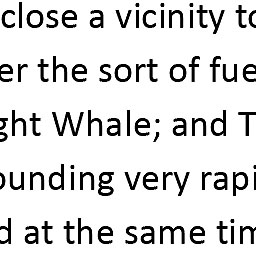 close a vicinity to
er the sort of fue
ght Whale; and T
ounding very rapi
d at the same tim